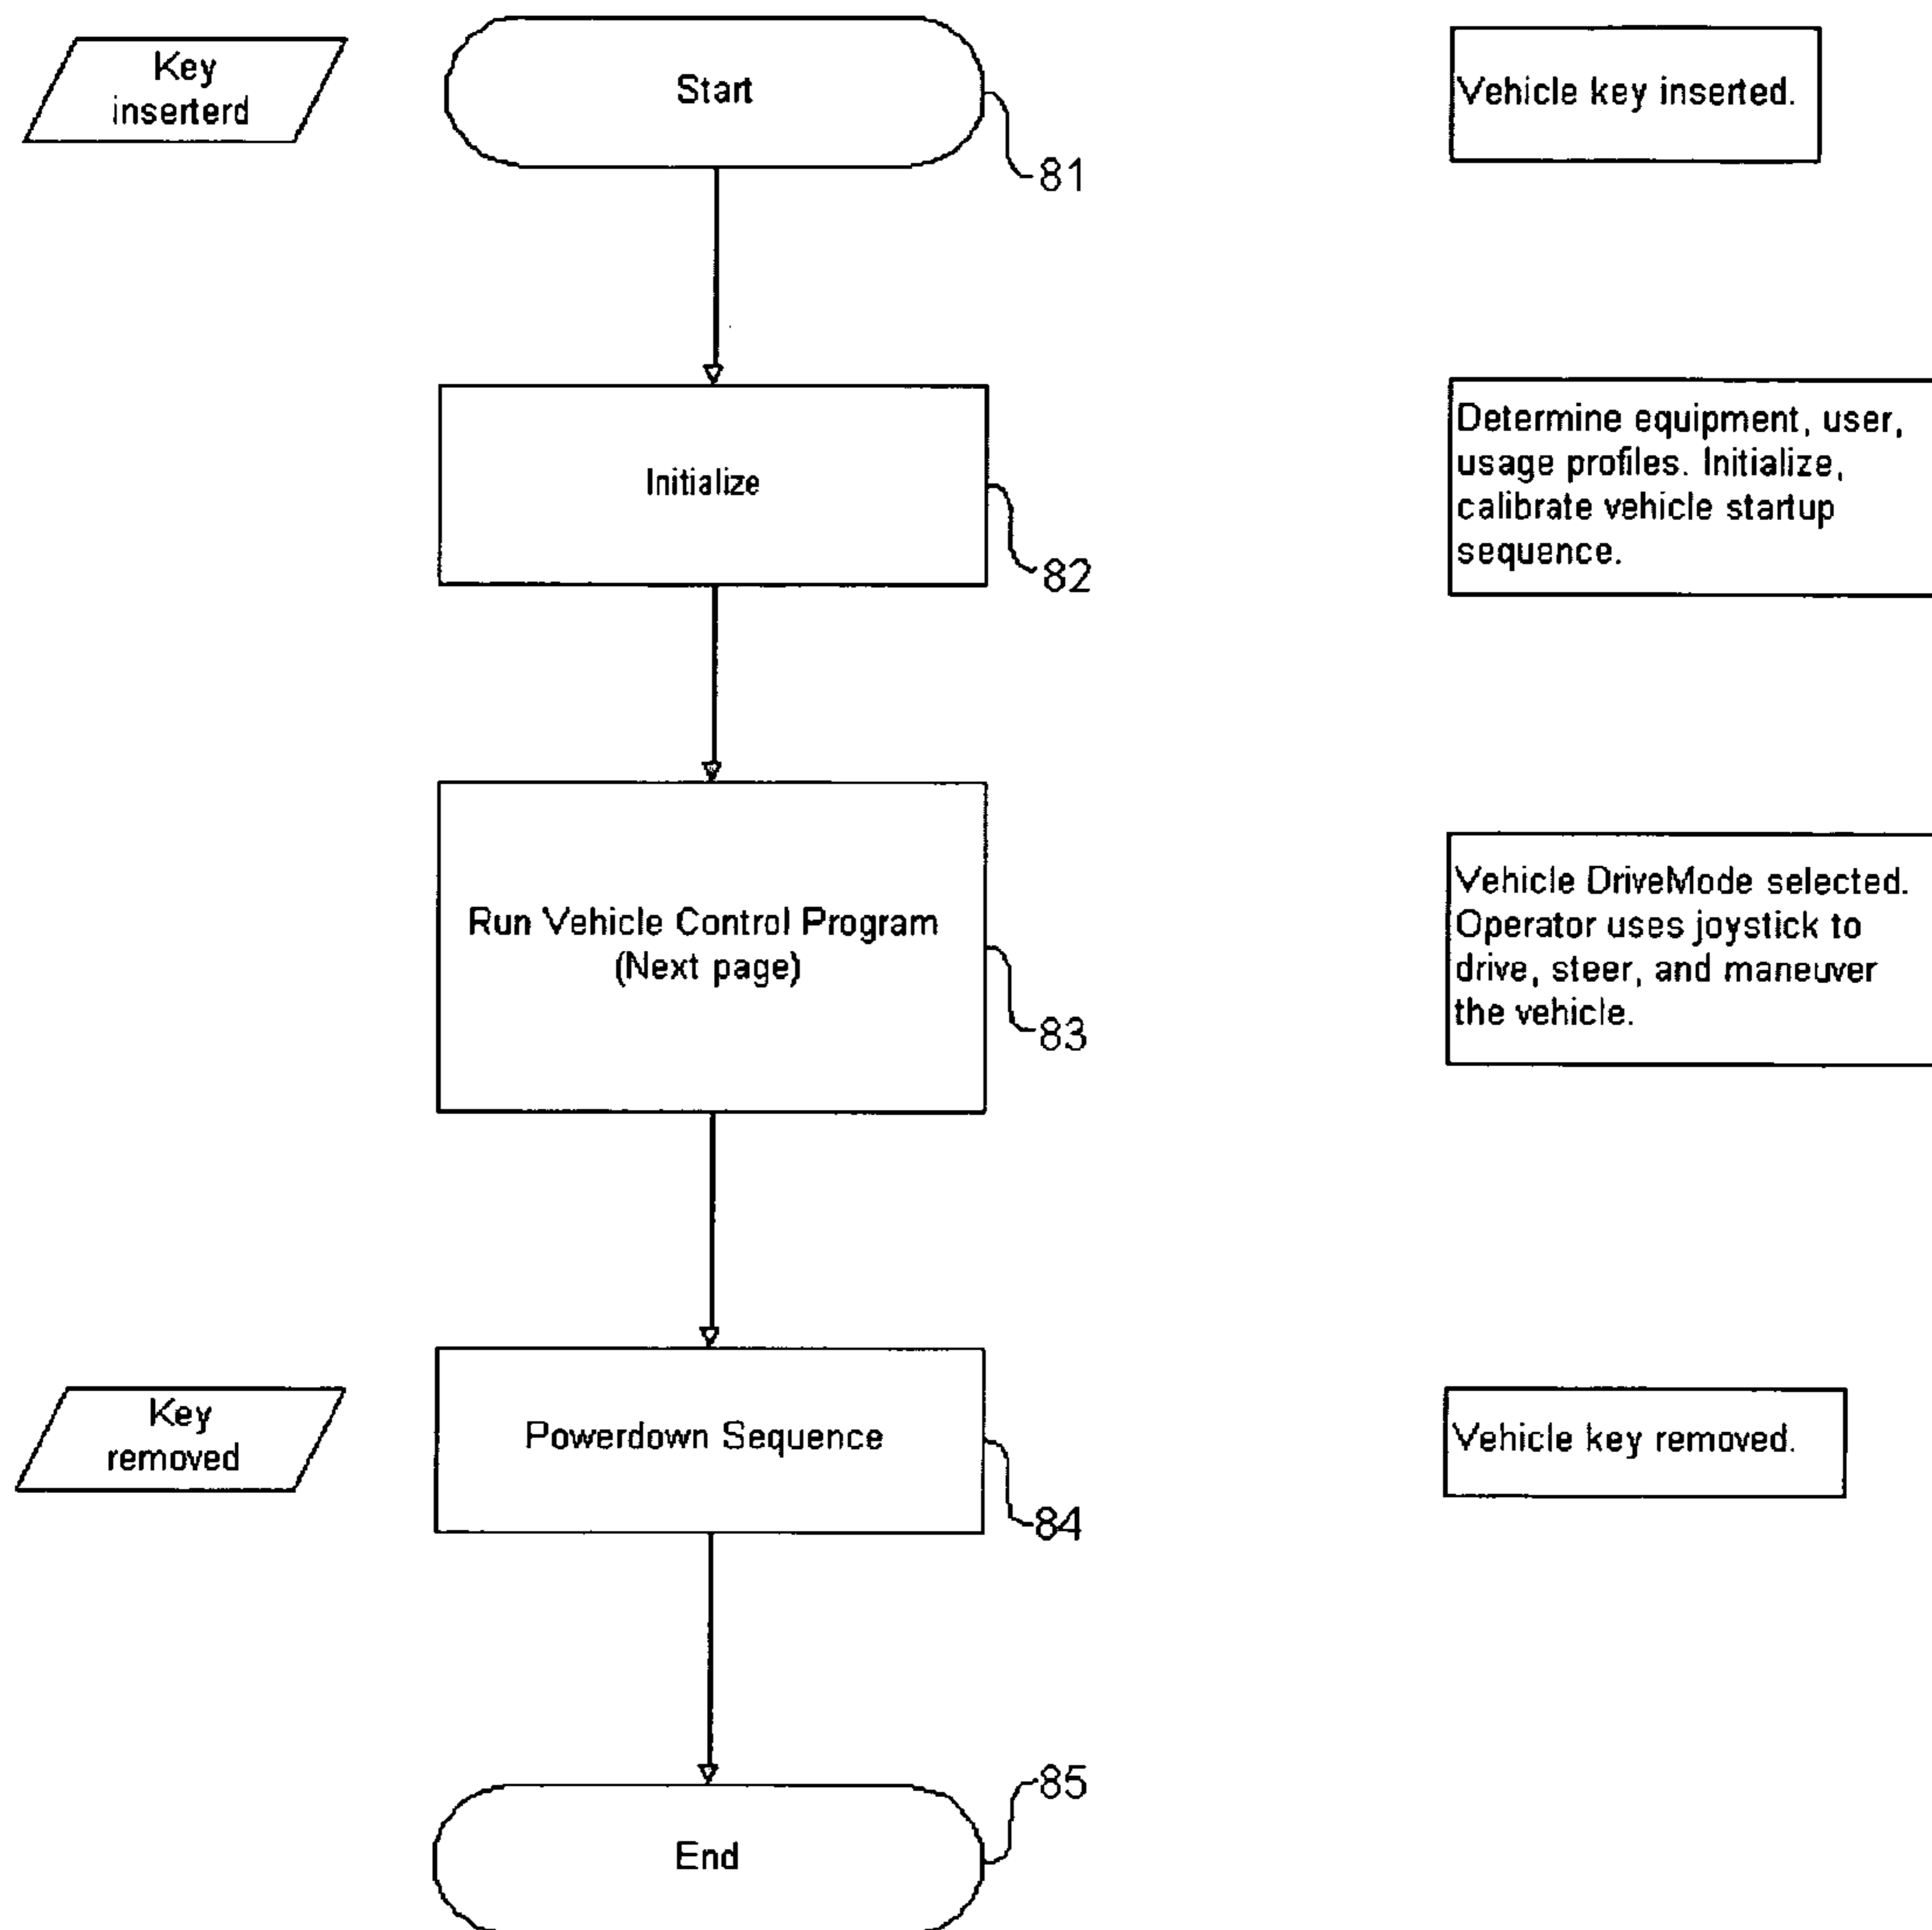 Key
inserterd
Start
81
Vehicle key inserted.
Initialize
82
Determine equipment, user,
usage profiles. Initialize,
calibrate vehicle startup
sequence.
Run Vehicle Control Program
(Next page)
83
Vehicle DriveMode selected.
Operator uses joystick to
drive, steer, and maneuver
the vehicle.
Key
removed
Powerdown Sequence
84
Vehicle key removed.
End
85